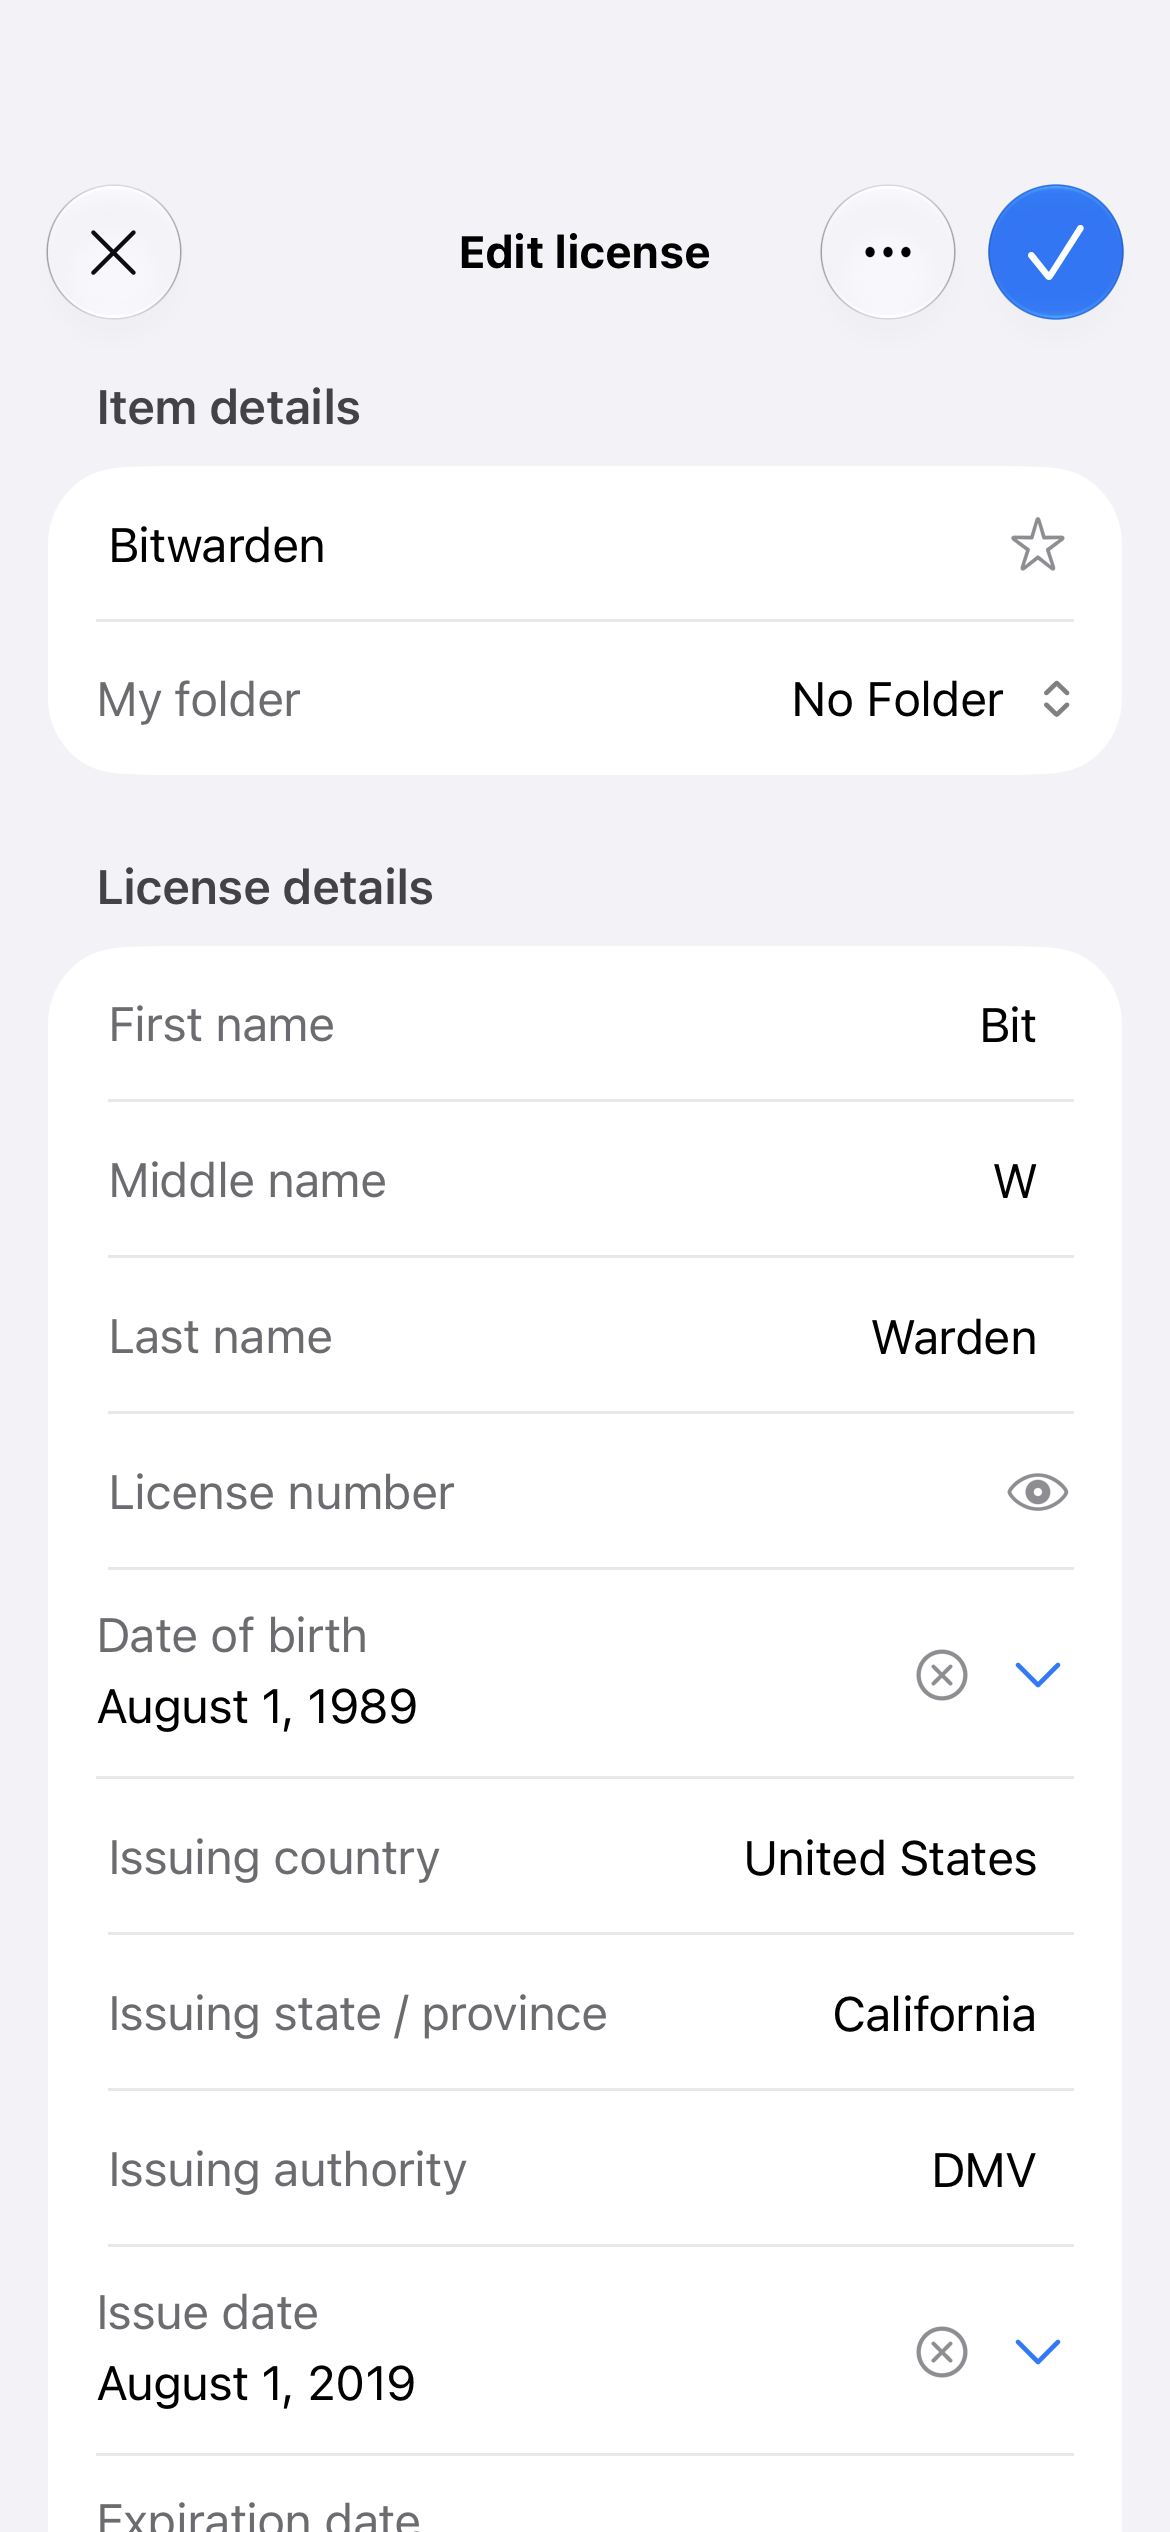 Edit license
Item details
Bitwarden
My folder No Folder
License details
First name Bit
Middle name W
Last name Warden
License number
Date of birth
August 1, 1989
Issuing country United States
Issuing state / province California
Issuing authority DMV
Issue date
August 1, 2019
Expiration date